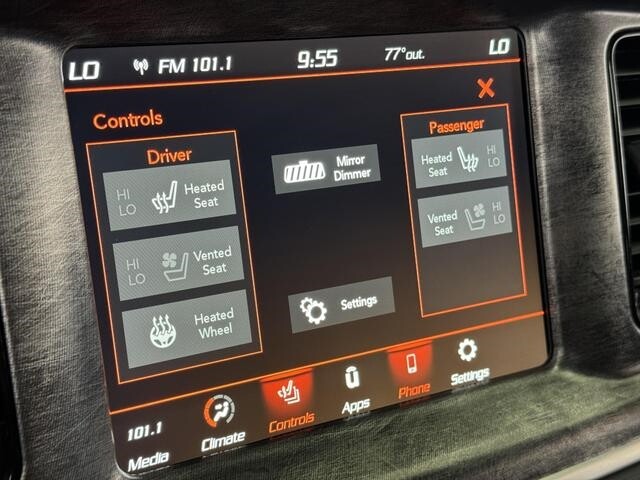 LO FM 101.1 9:55 77°out. LO
Controls
Driver
HI
LO
Heated
Seat
HI
LO
Vented
Seat
Heated
Wheel
Mirror
Dimmer
Settings
Passenger
Heated
Seat
HI
LO
Vented
Seat
HI
LO
101.1
Media
Climate
Controls
Apps
Phone
Settings